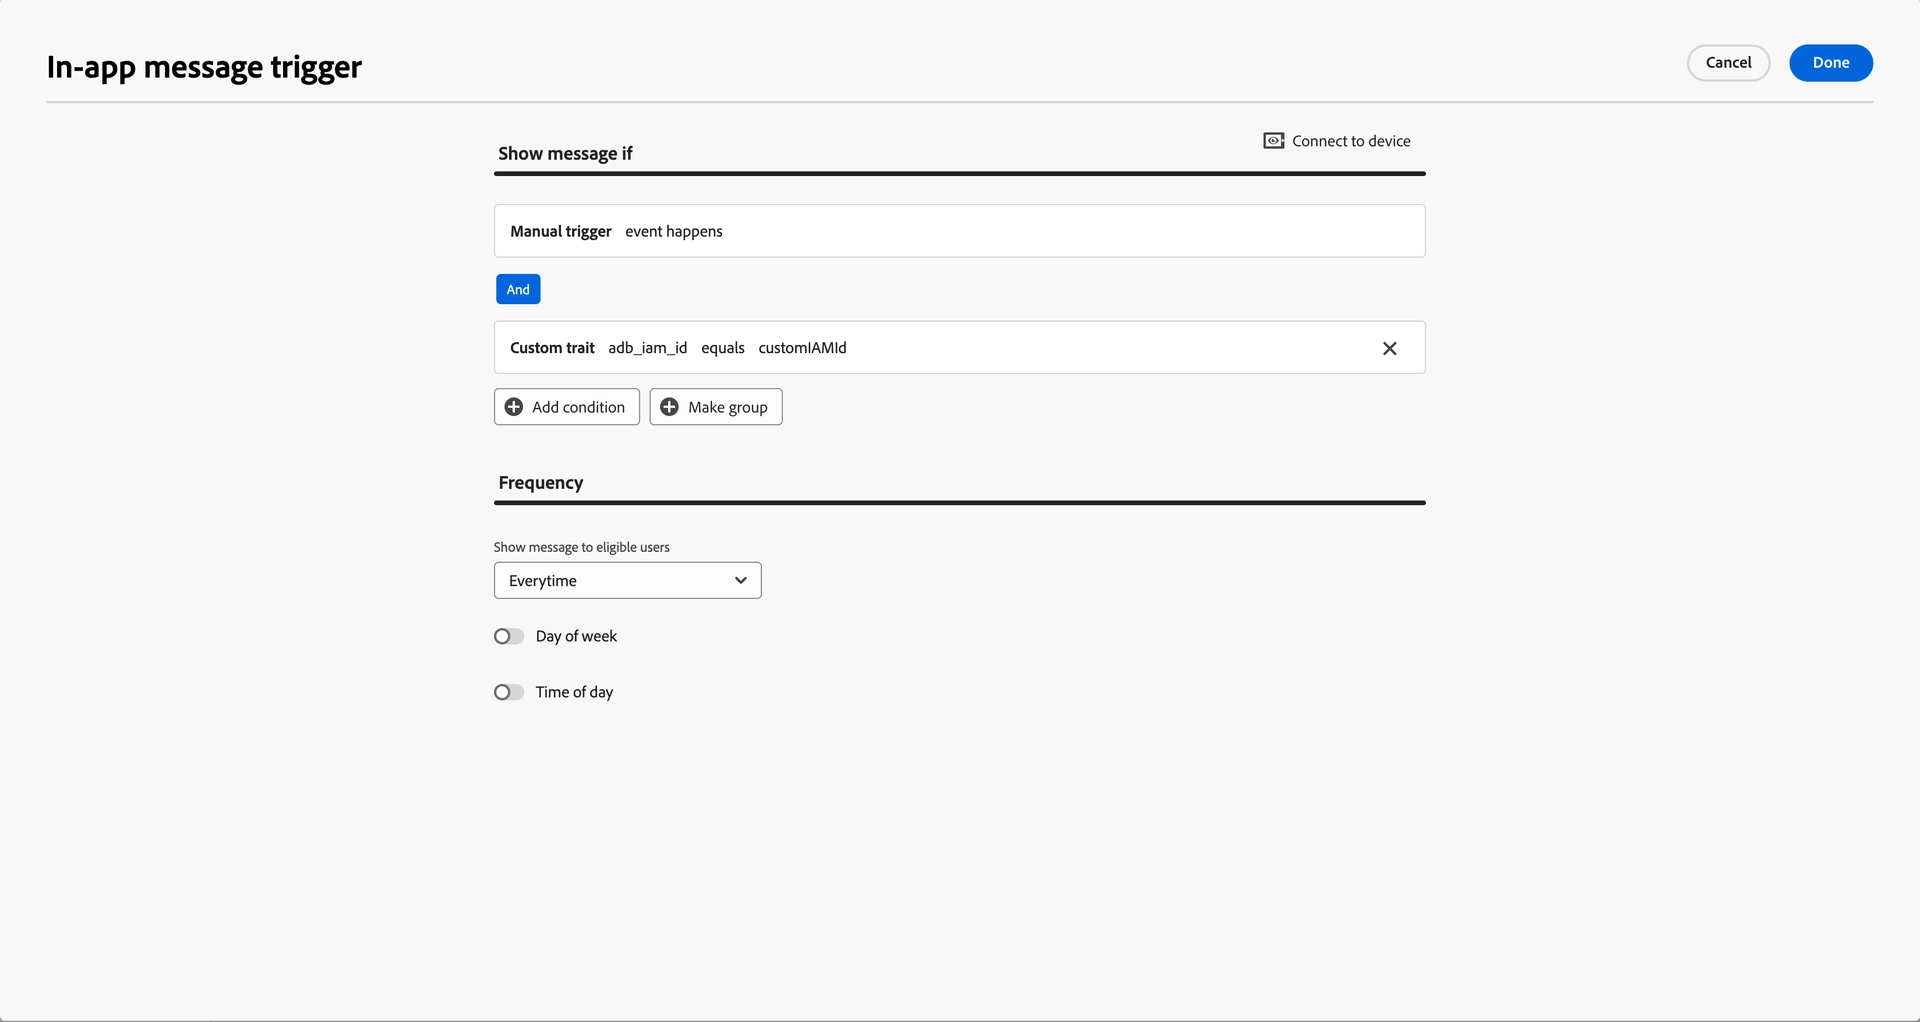 In-app message trigger
Cancel
Done
Connect to device
Show message if
Manual trigger event happens
And
Custom trait adb_iam_id equals customIAMId
Add condition
Make group
Frequency
Show message to eligible users
Everytime
Day of week
Time of day